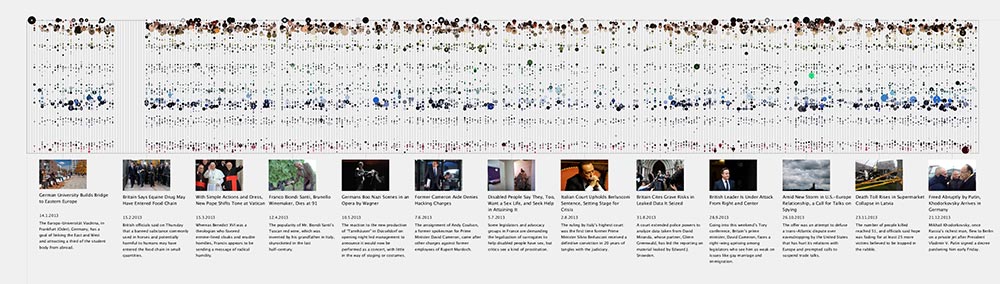 German University Builds Bridge
to Eastern Europe
14.1.2013
The Europa-Universität Viadrina, in
Frankfurt (Oder), Germany, has a
goal of linking the East and West
and attracting a third of the student
body from abroad.
Britain Says Equine Drug May
Have Entered Food Chain
15.2.2013
British officials said on Thursday
that a banned substance commonly
used in horses and potentially
harmful to humans may have
entered the food chain in small
quantities.
With Simple Actions and Dress,
New Pope Shifts Tone at Vatican
15.3.2013
Whereas Benedict XVI was a
theologian who favored
ermine-lined cloaks and murkier
homilies, Francis appears to be
sending a message of radical
humility.
Franco Biondi Santi, Brunello
Winemaker, Dies at 91
12.4.2013
The popularity of Mr. Biondi Santi's
Tuscan red wine, which was
invented by his grandfather in Italy,
skyrocketed in the last
half-century.
Germans Boo Nazi Scenes in an
Opera by Wagner
10.5.2013
The reaction to the new production
of "Tannhäuser" in Düsseldorf on
opening night led management to
announce it would now be
performed as a concert, with little
in the way of staging or costumes.
Former Cameron Aide Denies
Hacking Charges
7.6.2013
The arraignment of Andy Coulson,
a former spokesman for Prime
Minister David Cameron, came after
other charges against former
employees of Rupert Murdoch.
Disabled People Say They, Too,
Want a Sex Life, and Seek Help
in Attaining It
5.7.2013
Some legislators and advocacy
groups in France are debating
the legalization of surrogates to
help disabled people have sex, but
critics see a kind of prostitution.
Italian Court Upholds Berlusconi
Sentence, Setting Stage for
Crisis
2.8.2013
The ruling by Italy's highest court
was the first time former Prime
Minister Silvio Berlusconi received a
definitive conviction in 20 years of
tangles with the judiciary.
Britain Cites Grave Risks in
Leaked Data It Seized
31.8.2013
A court extended police powers to
analyze data taken from David
Miranda, whose partner, Glenn
Greenwald, has led the reporting on
material leaked by Edward J.
Snowden.
British Leader Is Under Attack
From Right and Center
28.9.2013
Going into this weekend's Tory
conference, Britain's prime
minister, David Cameron, faces a
right-wing uprising among
legislators who see him as weak on
issues like gay marriage and
immigration.
Amid New Storm in U.S.-Europe
Relationship, a Call for Talks on
Spying
26.10.2013
The offer was an attempt to defuse
a trans-Atlantic dispute over
surveillance by the United States
that has hurt its relations with
Europe and prompted calls to
suspend trade talks.
Death Toll Rises in Supermarket
Collapse in Latvia
23.11.2013
The number of people killed
reached 51, and officials said hope
was fading for at least 25 more
victims believed to be trapped in
the rubble.
Freed Abruptly by Putin,
Khodorkovsky Arrives in
Germany
21.12.2013
Mikhail Khodorkovsky, once
Russia's richest man, flew to Berlin
on a private jet after President
Vladimir V. Putin signed a decree
pardoning him early Friday.